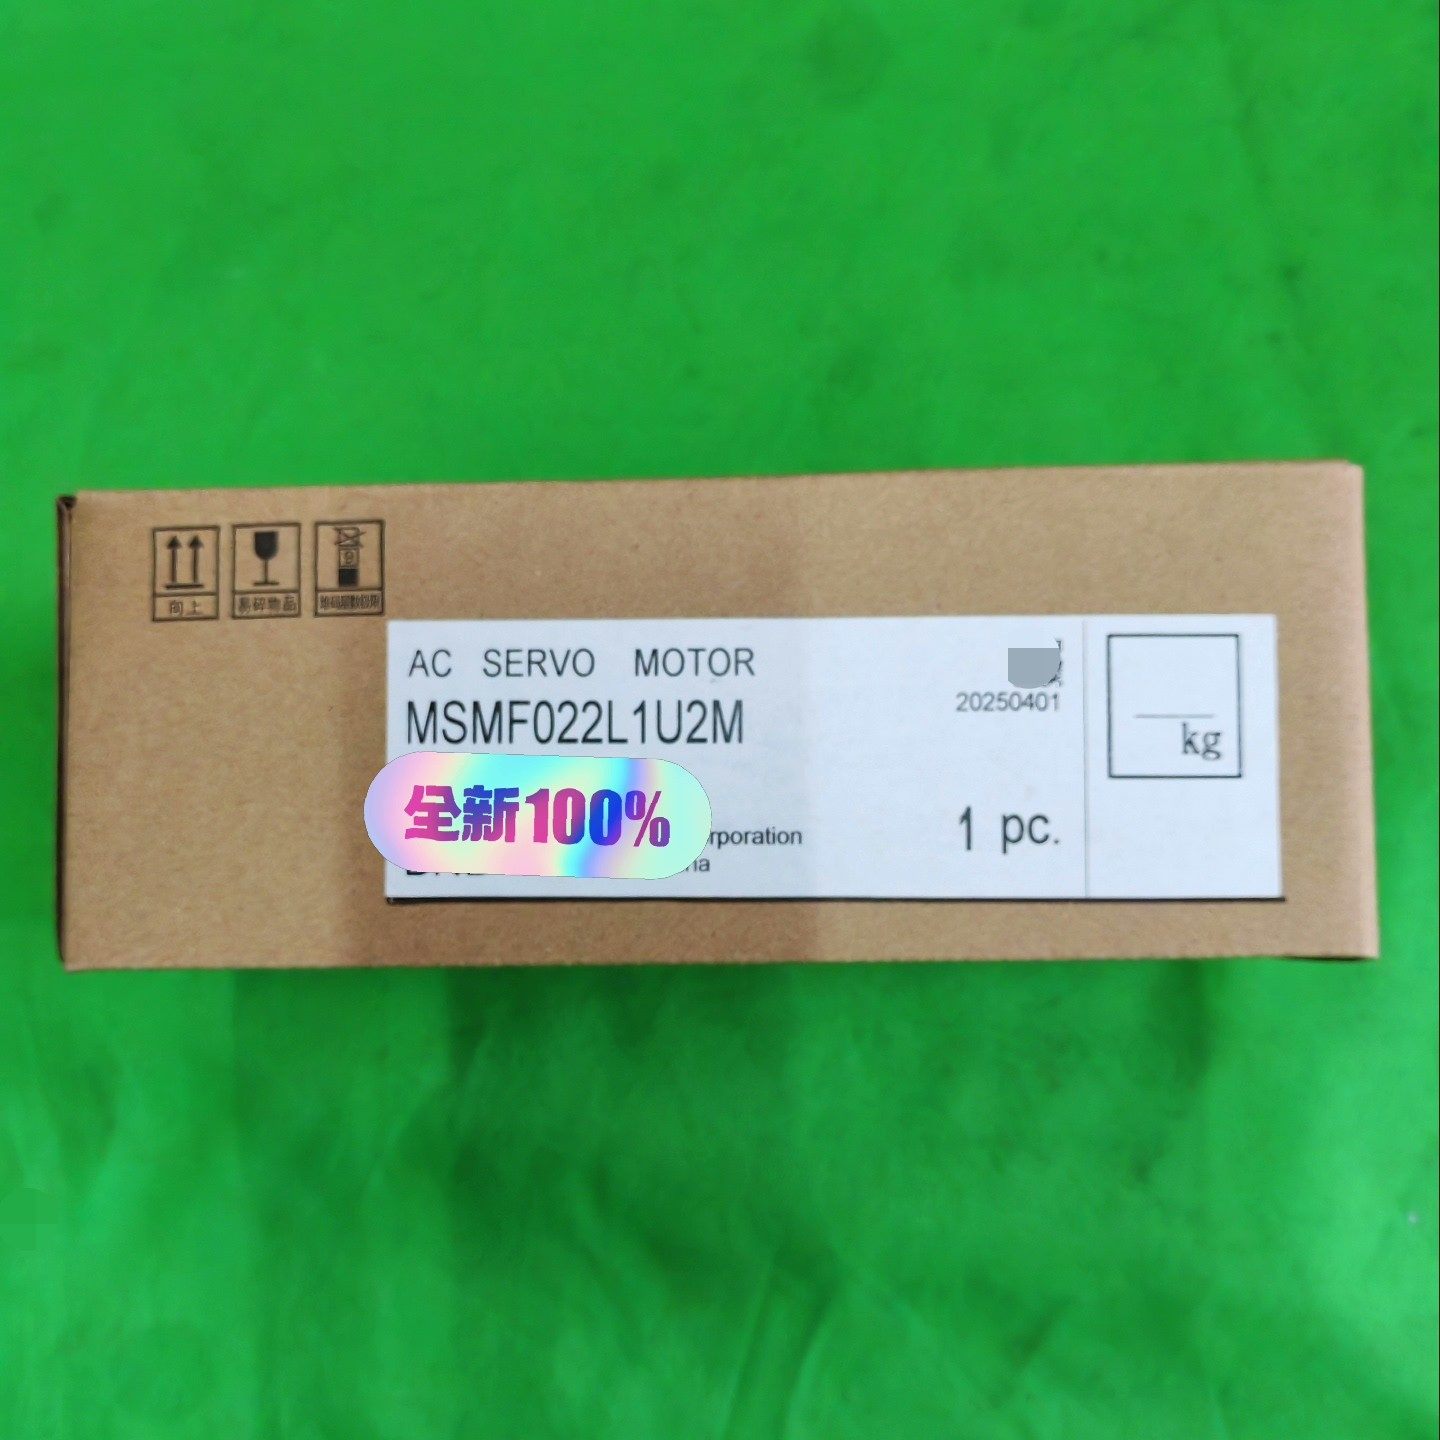 向上
易碎物品
AC SERVO MOTOR
MSMF022L1U2M
20250401
kg
全新100%
rporation
1 pc.